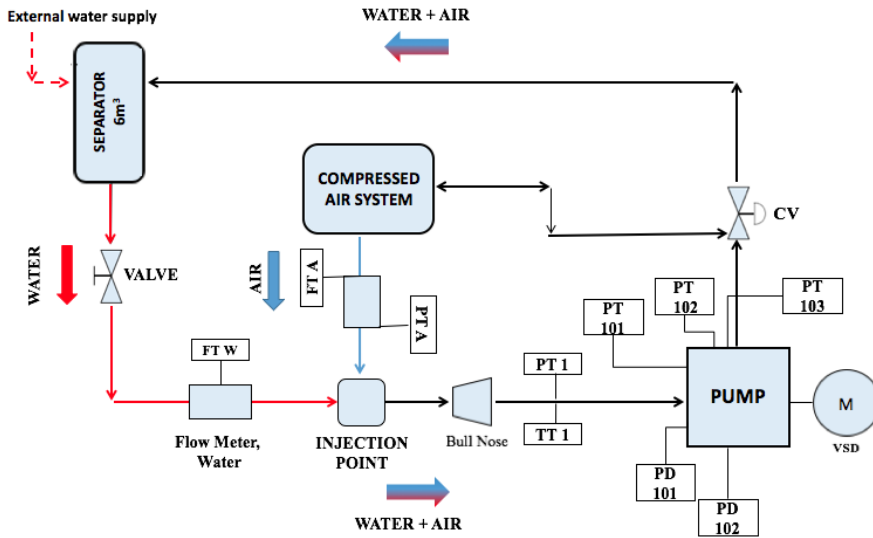 WATER + AIR
External water supply
SEPARATOR
6m³
COMPRESSED
AIR SYSTEM
CV
WATER
VALVE
AIR
FT A
PT A
PT
101
PT
102
PT
103
FT W
PT 1
PUMP
M
Flow Meter,
Water
INJECTION
POINT
Bull Nose
TT 1
VSD
PD
101
PD
102
WATER + AIR